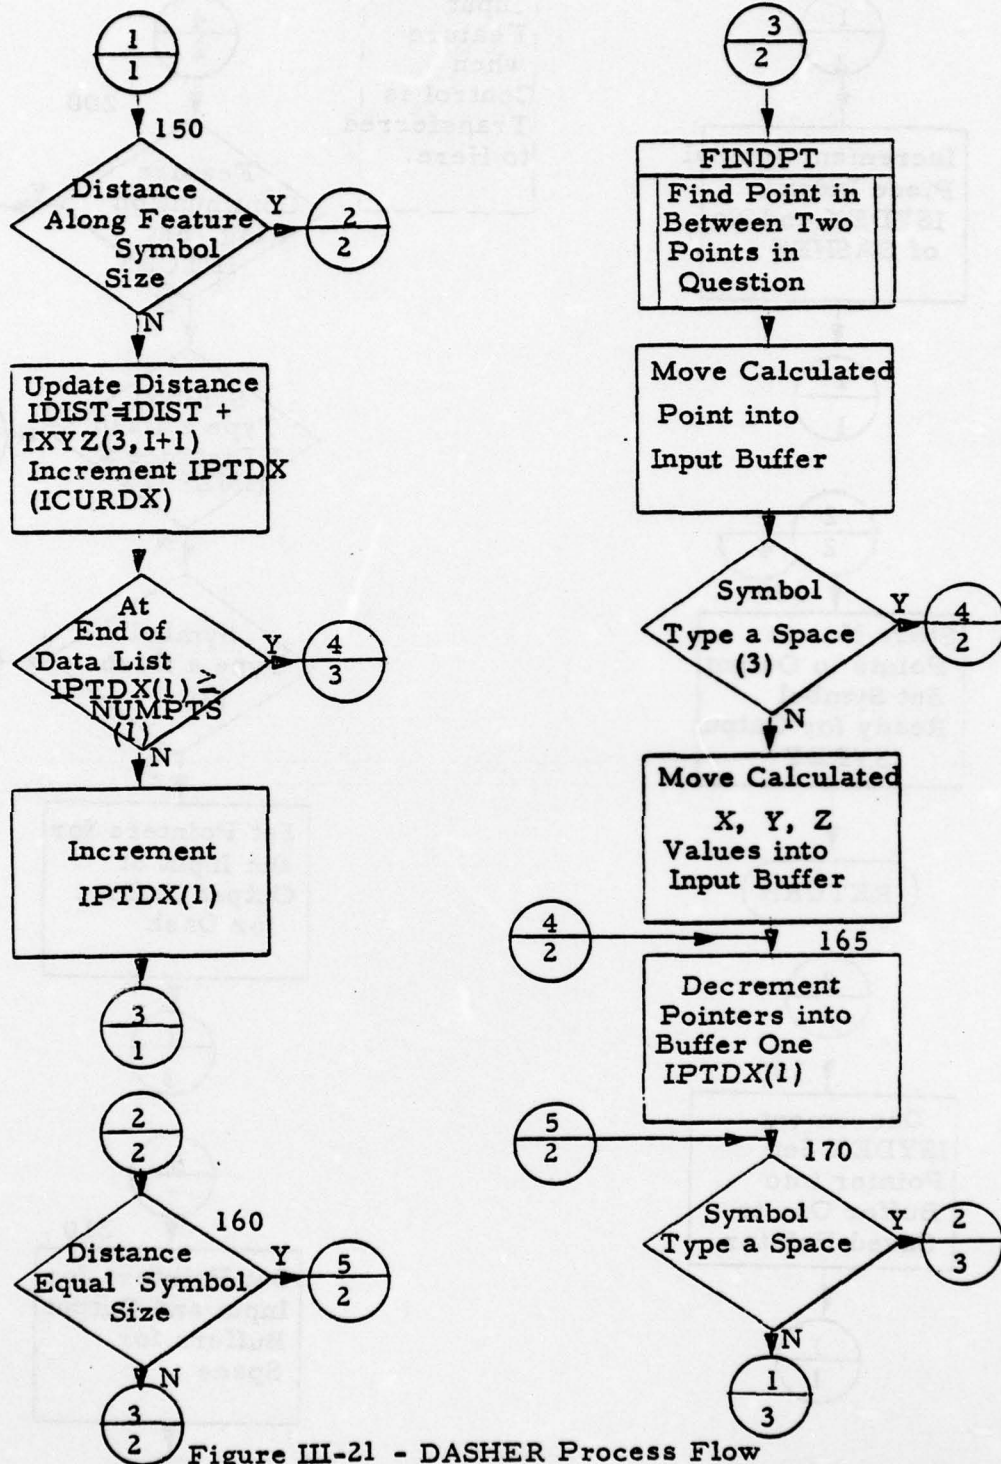 1
1
150
Distance
Along Feature
Symbol
Size
Y
2
2
N
Update Distance
IDIST=IDIST +
IXYZ(3, I+1)
Increment IPTDX
(ICURDX)
At
End of
Data List
IPTDX(1) ≥
NUMPTS
(1)
Y
4
3
N
Increment
IPTDX(1)
3
1
2
2
160
Distance
Equal Symbol
Size
Y
5
2
N
3
2
3
2
FINDPT
Find Point in
Between Two
Points in
Question
Move Calculated
Point into
Input Buffer
Symbol
Type a Space
(3)
Y
4
2
N
Move Calculated
X, Y, Z
Values into
Input Buffer
4
2
165
Decrement
Pointers into
Buffer One
IPTDX(1)
5
2
170
Symbol
Type a Space
Y
2
3
N
1
3
Figure III-21 - DASHER Process Flow